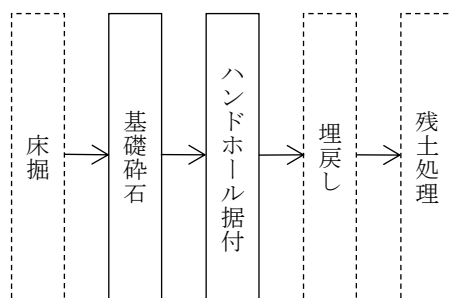 床掘
基礎砕石
ハンドホール据付
埋戻し
残土処理